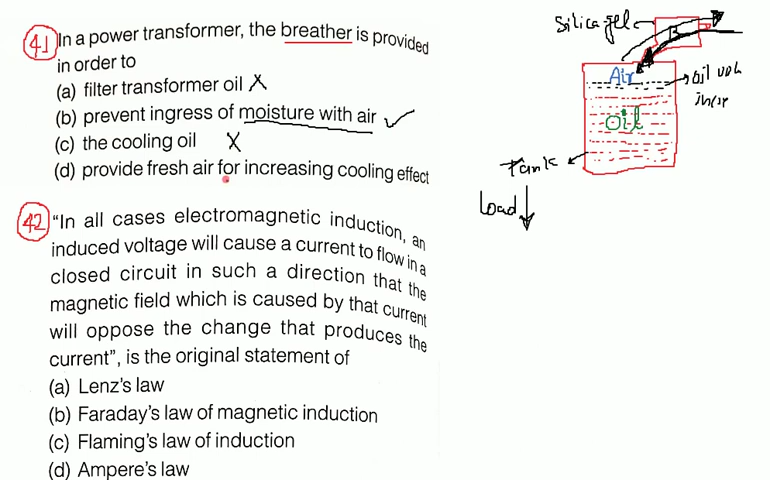 41 In a power transformer, the breather is provided
in order to
(a) filter transformer oil X
(b) prevent ingress of moisture with air
(c) the cooling oil X
(d) provide fresh air for increasing cooling effect
42 “In all cases electromagnetic induction, an
induced voltage will cause a current to flow in a
closed circuit in such a direction that the
magnetic field which is caused by that current
will oppose the change that produces the
current”, is the original statement of
(a) Lenz's law
(b) Faraday's law of magnetic induction
(c) Flaming's law of induction
(d) Ampere's law
Silica gel
B
Air
oil
Oil
Tank
Load